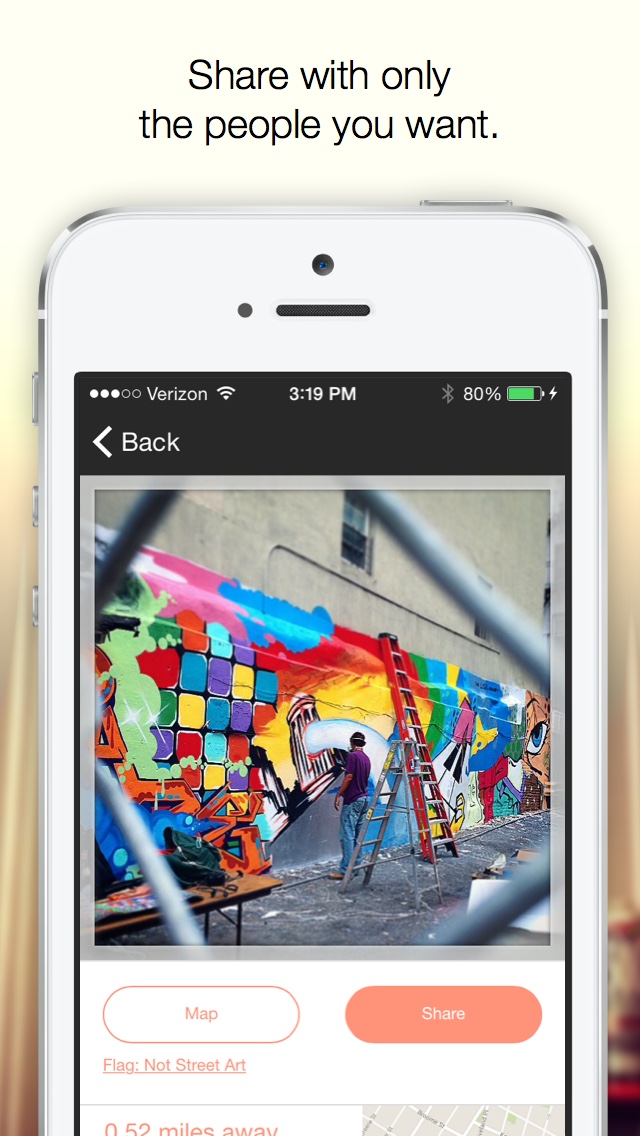 Share with only
the people you want.
Verizon 3:19 PM 80%
Back
Map Share
Flag: Not Street Art
0.52 miles away